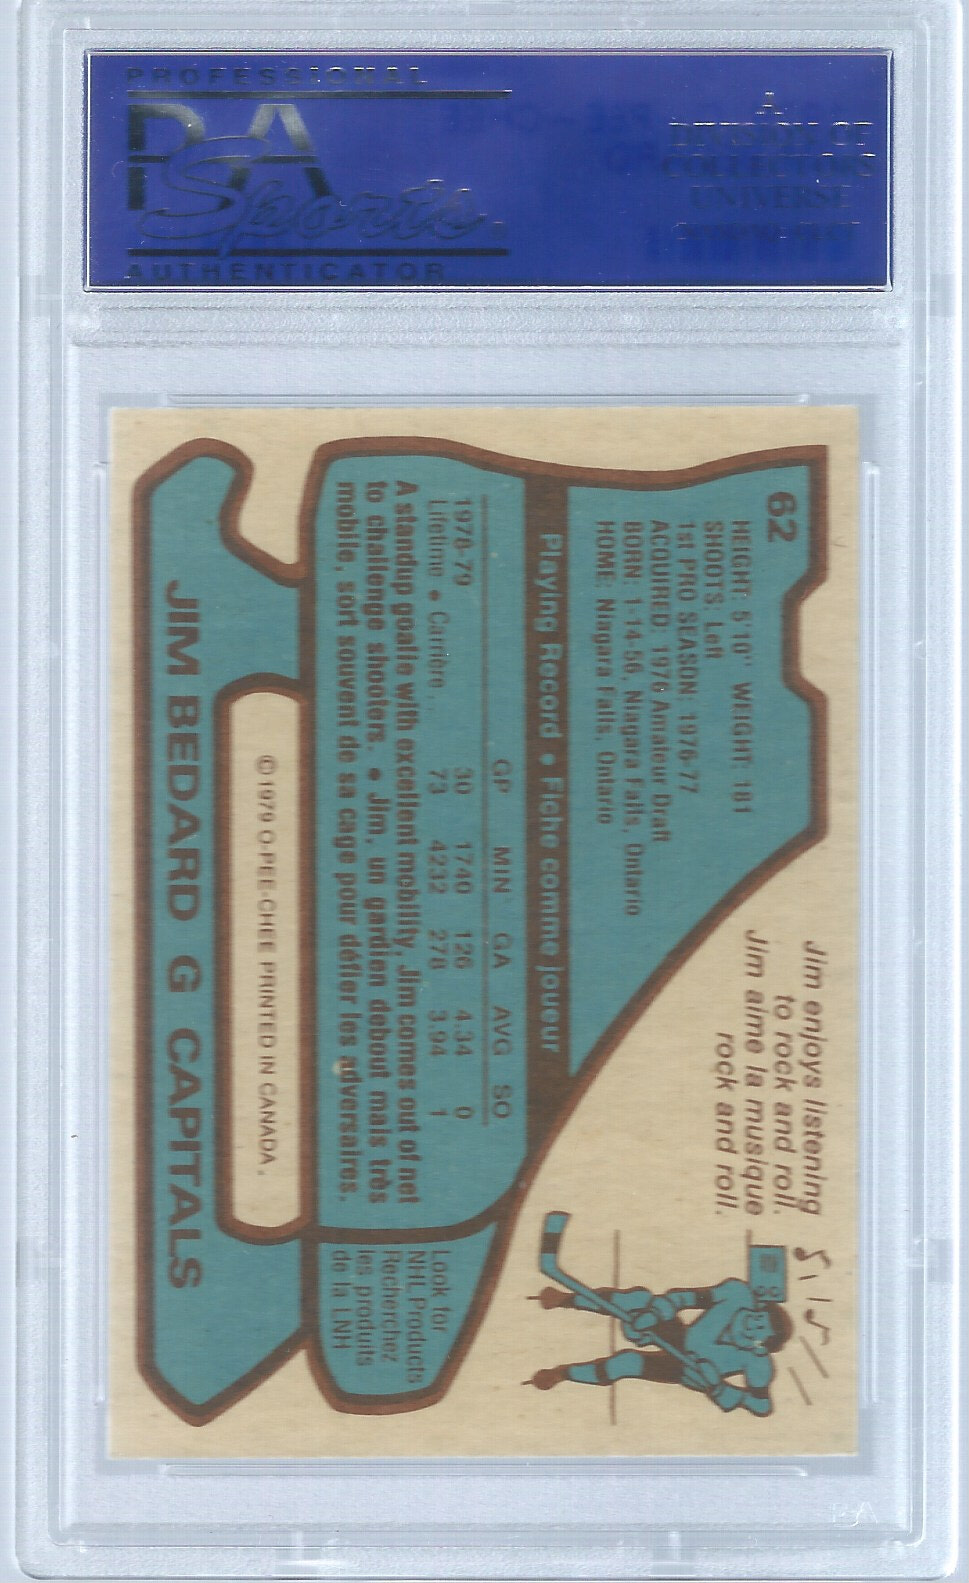 PROFESSIONAL
PSA
Sports
AUTHENTICATOR
A
DIVISION OF
COLLECTORS
UNIVERSE
62
HEIGHT: 5'10" WEIGHT: 181
SHOOTS: Left
1st PRO SEASON: 1976-77
ACQUIRED: 1976 Amateur Draft
BORN: 1-14-56, Niagara Falls, Ontario
HOME: Niagara Falls, Ontario
Jim enjoys listening
to rock and roll.
Jim aime la musique
rock and roll.
Playing Record • Fiche comme joueur
GP MIN GA AVG SO
1978-79 30 1740 126 4.34 0
Lifetime • Carrière.. 73 4232 278 3.94 1
A standup goalie with excellent mobility, Jim comes out of net
to challenge shooters. • Jim, un gardien debout mais très
mobile, sort souvent de sa cage pour défier les adversaires.
Look for
NHL Products
Recherchez
les produits
de la LNH
©1979 O-PEE-CHEE PRINTED IN CANADA.
JIM BEDARD G CAPITALS